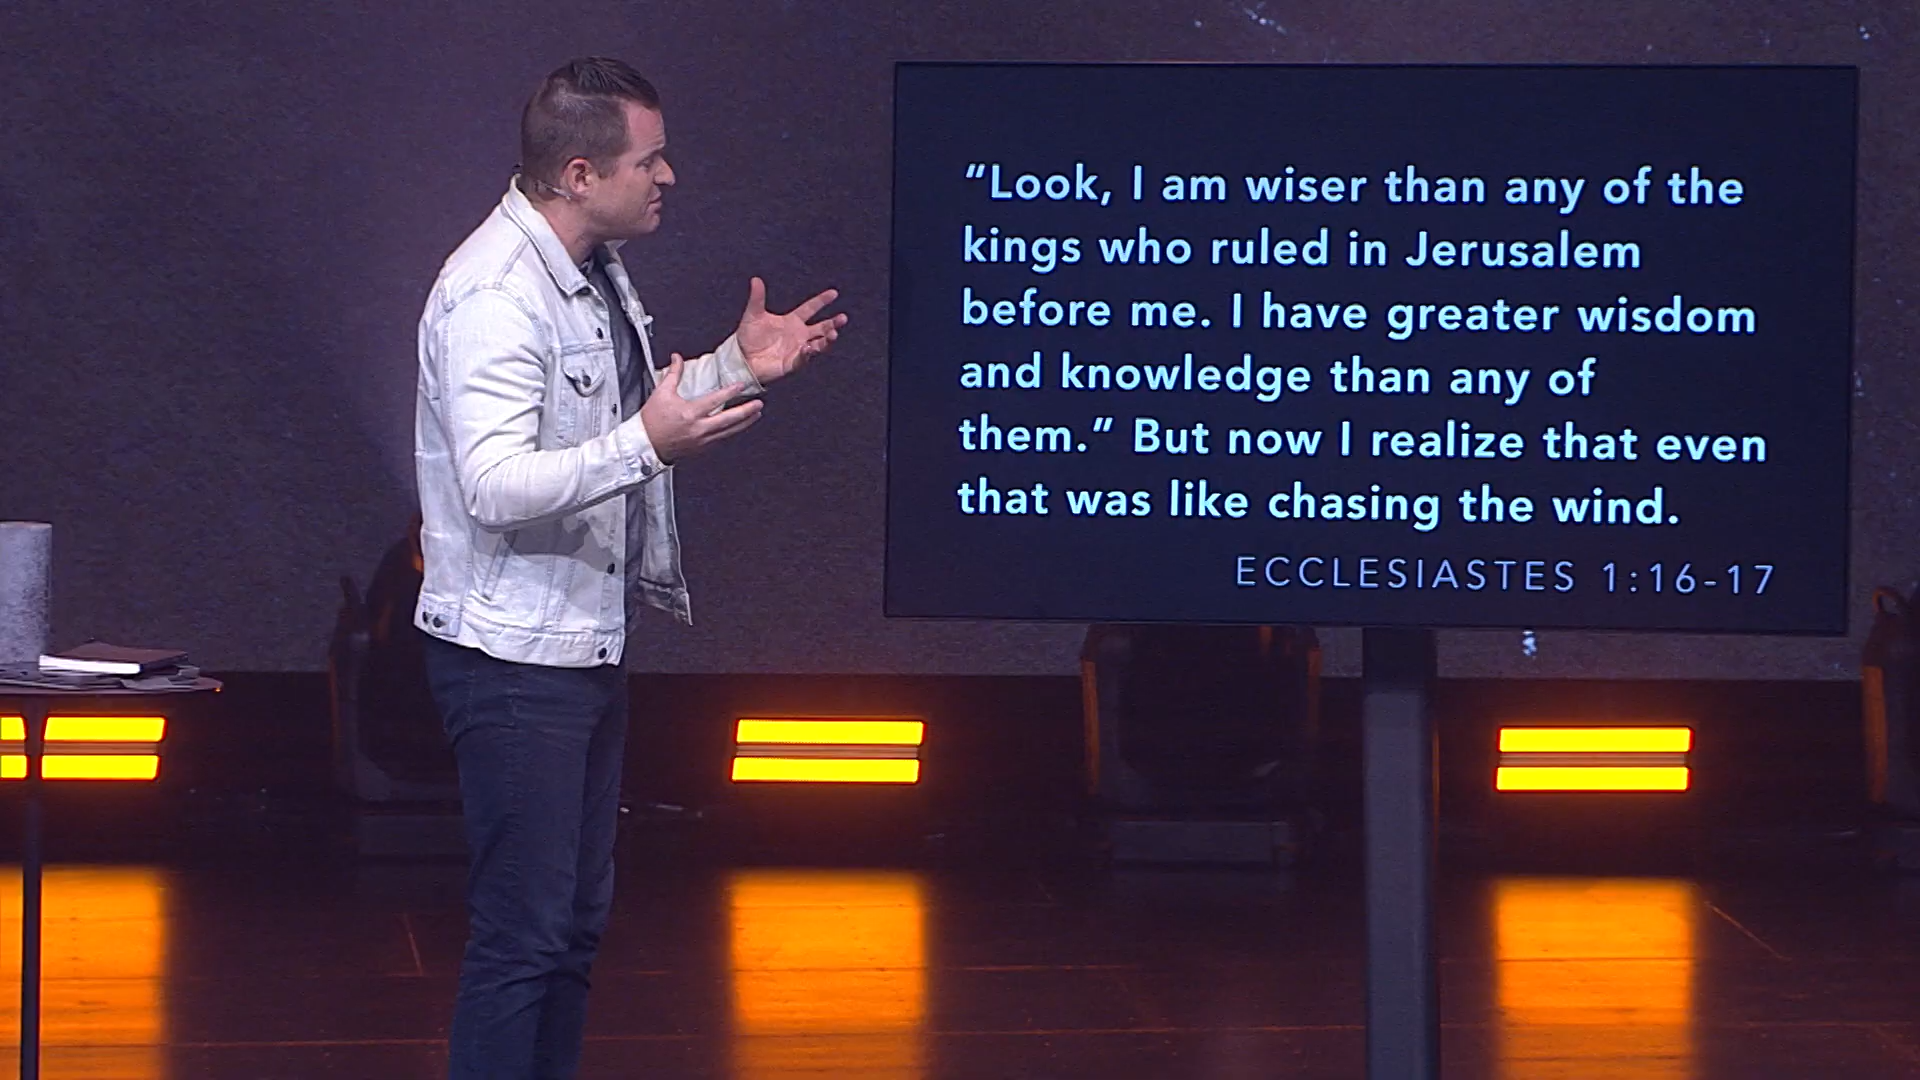 “Look, I am wiser than any of the
kings who ruled in Jerusalem
before me. I have greater wisdom
and knowledge than any of
them.” But now I realize that even
that was like chasing the wind.
ECCLESIASTES 1:16-17